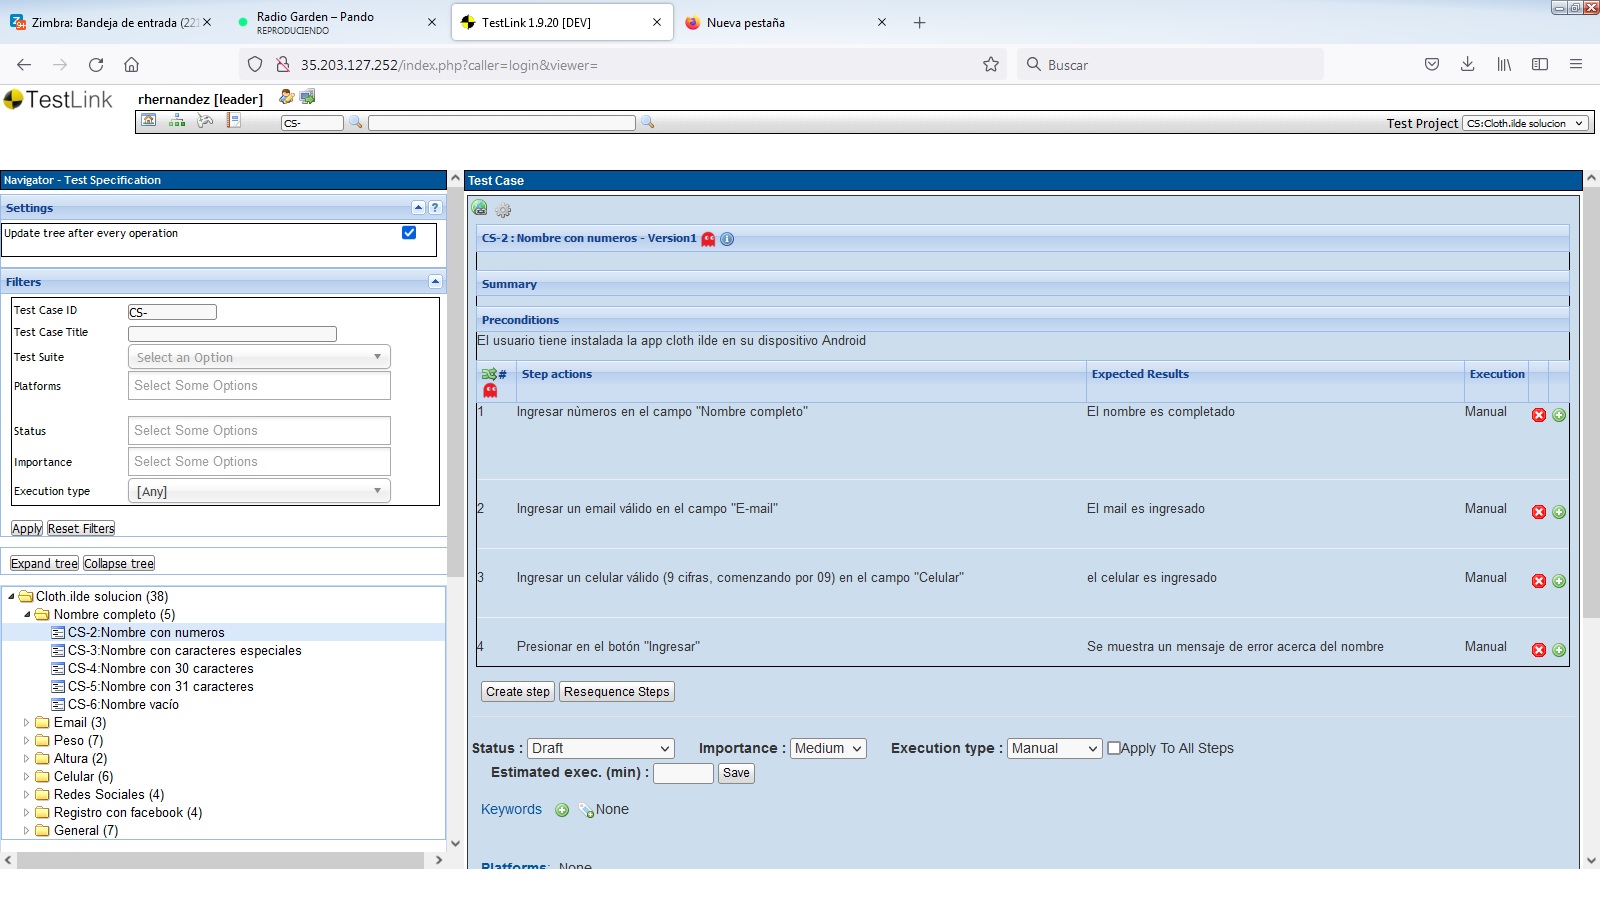 Zimbra: Bandeja de entrada (22
Radio Garden – Pando
REPRODUCIENDO
TestLink 1.9.20 [DEV]
Nueva pestaña
35.203.127.252/index.php?caller=login&viewer=
Buscar
TestLink
rhernandez [leader]
CS-
Test Project
CS:Cloth.ilde solucion
Navigator - Test Specification
Settings
?
Update tree after every operation
Filters
Test Case ID
CS-
Test Case Title
Test Suite
Select an Option
Platforms
Select Some Options
Status
Select Some Options
Importance
Select Some Options
Execution type
[Any]
Apply
Reset Filters
Expand tree
Collapse tree
Cloth.ilde solucion (38)
Nombre completo (5)
CS-2:Nombre con numeros
CS-3:Nombre con caracteres especiales
CS-4:Nombre con 30 caracteres
CS-5:Nombre con 31 caracteres
CS-6:Nombre vacío
Email (3)
Peso (7)
Altura (2)
Celular (6)
Redes Sociales (4)
Registro con facebook (4)
General (7)
Test Case
CS-2 : Nombre con numeros - Version1
Summary
Preconditions
El usuario tiene instalada la app cloth ilde en su dispositivo Android
# Step actions Expected Results Execution
1 Ingresar nùmeros en el campo "Nombre completo" El nombre es completado Manual
2 Ingresar un email válido en el campo "E-mail" El mail es ingresado Manual
3 Ingresar un celular válido (9 cifras, comenzando por 09) en el campo "Celular" el celular es ingresado Manual
4 Presionar en el botón "Ingresar" Se muestra un mensaje de error acerca del nombre Manual
Create step
Resequence Steps
Status : Draft Importance : Medium Execution type : Manual Apply To All Steps
Estimated exec. (min) : Save
Keywords None
Platforms: None